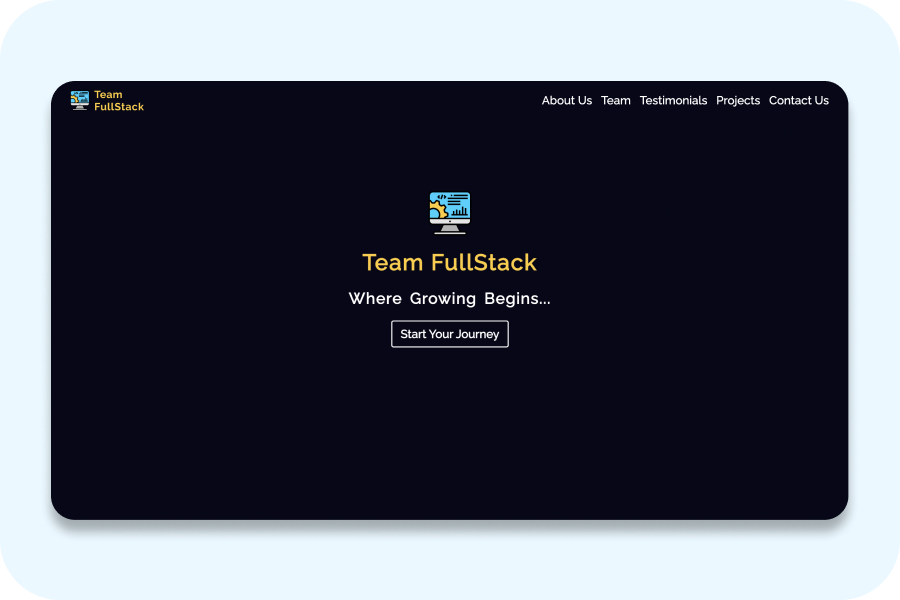 Team
FullStack
About Us Team Testimonials Projects Contact Us
Team FullStack
Where Growing Begins...
Start Your Journey